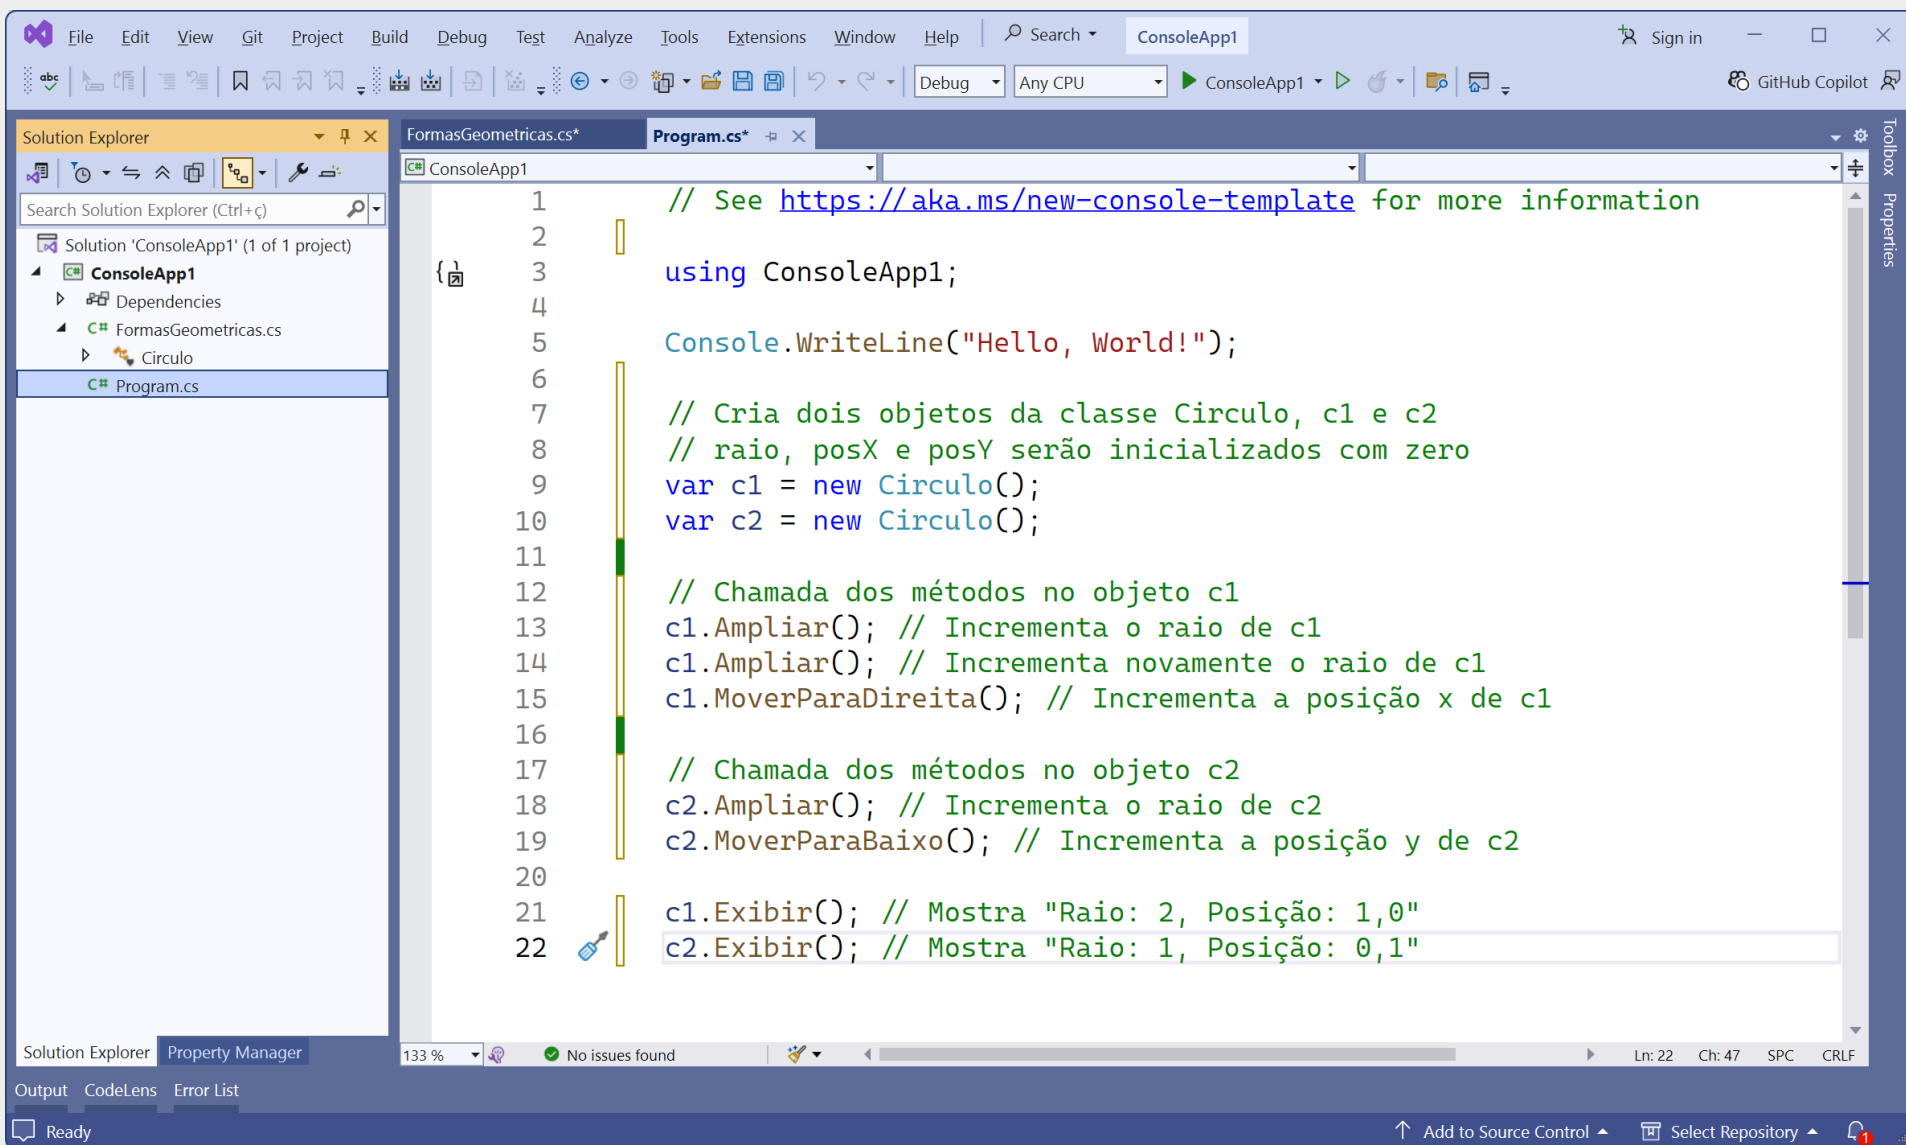 File Edit View Git Project Build Debug Test Analyze Tools Extensions Window Help Search ConsoleApp1 Sign in
abc Debug Any CPU ConsoleApp1 GitHub Copilot
Solution Explorer
Search Solution Explorer (Ctrl+ç)
Solution 'ConsoleApp1' (1 of 1 project)
ConsoleApp1
Dependencies
C# FormasGeometricas.cs
Circulo
C# Program.cs
Solution Explorer Property Manager
FormasGeometricas.cs* Program.cs*
C# ConsoleApp1
1 // See https://aka.ms/new-console-template for more information
2
3 using ConsoleApp1;
4
5 Console.WriteLine("Hello, World!");
6
7 // Cria dois objetos da classe Circulo, c1 e c2
8 // raio, posX e posY serão inicializados com zero
9 var c1 = new Circulo();
10 var c2 = new Circulo();
11
12 // Chamada dos métodos no objeto c1
13 c1.Ampliar(); // Incrementa o raio de c1
14 c1.Ampliar(); // Incrementa novamente o raio de c1
15 c1.MoverParaDireita(); // Incrementa a posição x de c1
16
17 // Chamada dos métodos no objeto c2
18 c2.Ampliar(); // Incrementa o raio de c2
19 c2.MoverParaBaixo(); // Incrementa a posição y de c2
20
21 c1.Exibir(); // Mostra "Raio: 2, Posição: 1,0"
22 c2.Exibir(); // Mostra "Raio: 1, Posição: 0,1"
133 % No issues found Ln: 22 Ch: 47 SPC CRLF
Toolbox
Properties
Output CodeLens Error List
Ready Add to Source Control Select Repository 1